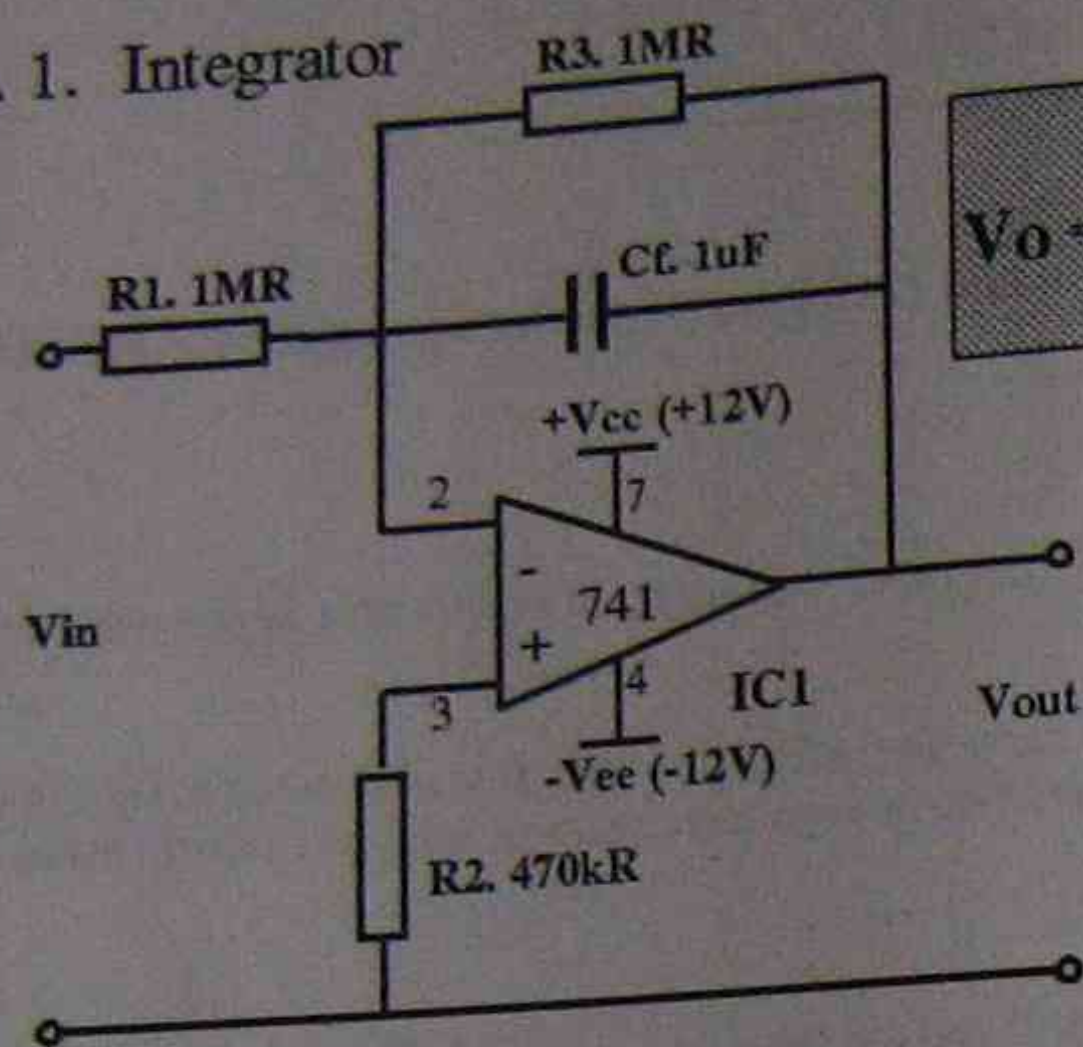 1. Integrator
R3. 1MR
Vo
Cf. 1uF
R1. 1MR
+Vcc (+12V)
2
7
-
741
+
Vin
3
4
IC1
Vout
-Vee (-12V)
R2. 470kR